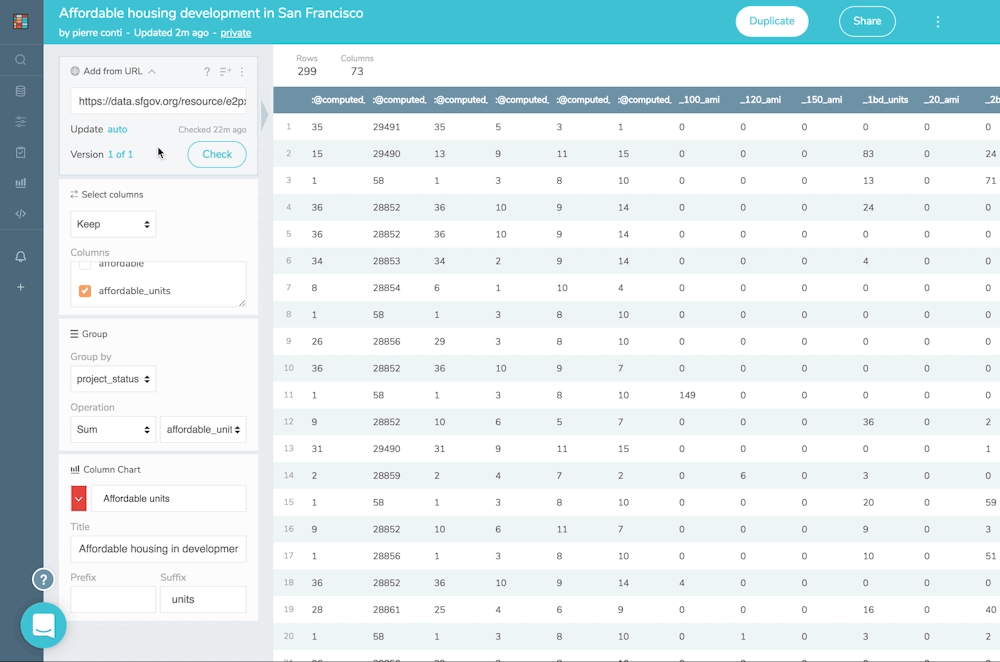 Affordable housing development in San Francisco
by pierre conti - Updated 2m ago - private
Duplicate
Share
Add from URL
?
https://data.sfgov.org/resource/e2px
Update auto
Checked 22m ago
Version 1 of 1
Check
Select columns
Keep
Columns
affordable
affordable_units
Group
Group by
project_status
Operation
Sum
affordable_unit
Column Chart
Affordable units
Title
Affordable housing in developmer
Prefix
Suffix
units
?
Rows
299
Columns
73
:@computed_ :@computed_ :@computed_ :@computed_ :@computed_ :@computed_ _100_ami _120_ami _150_ami _1bd_units _20_ami _2b
1 35 29491 35 5 3 1 0 0 0 0 0 0
2 15 29490 13 9 11 15 0 0 0 83 0 24
3 1 58 1 3 8 10 0 0 0 13 0 71
4 36 28852 36 10 9 14 0 0 0 24 0 0
5 36 28852 36 10 9 14 0 0 0 0 0 0
6 34 28853 34 2 9 14 0 0 0 4 0 0
7 8 28854 6 1 10 4 0 0 0 0 0 0
8 1 58 1 3 8 10 0 0 0 0 0 0
9 26 28856 29 3 8 10 0 0 0 0 0 0
10 36 28852 36 10 9 7 0 0 0 0 0 0
11 1 58 1 3 8 10 149 0 0 0 0 0
12 9 28852 10 6 5 7 0 0 0 36 0 2
13 31 29490 31 9 11 15 0 0 0 0 0 1
14 2 28859 2 4 7 2 0 6 0 3 0 0
15 1 58 1 3 8 10 0 0 0 20 0 59
16 9 28852 10 6 11 7 0 0 0 9 0 3
17 1 28856 1 3 8 10 0 0 0 10 0 51
18 36 28852 36 10 9 14 4 0 0 0 0 0
19 28 28861 25 4 6 9 0 0 0 16 0 40
20 1 58 1 3 8 10 0 1 0 3 0 2